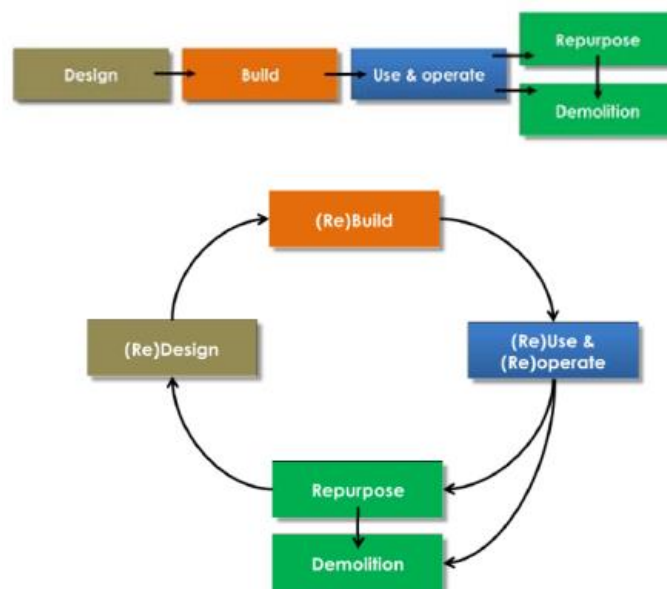 Repurpose
Design
Build
Use & operate
Demolition
(Re)Build
(Re)Design
(Re)Use &
(Re)operate
Repurpose
Demolition